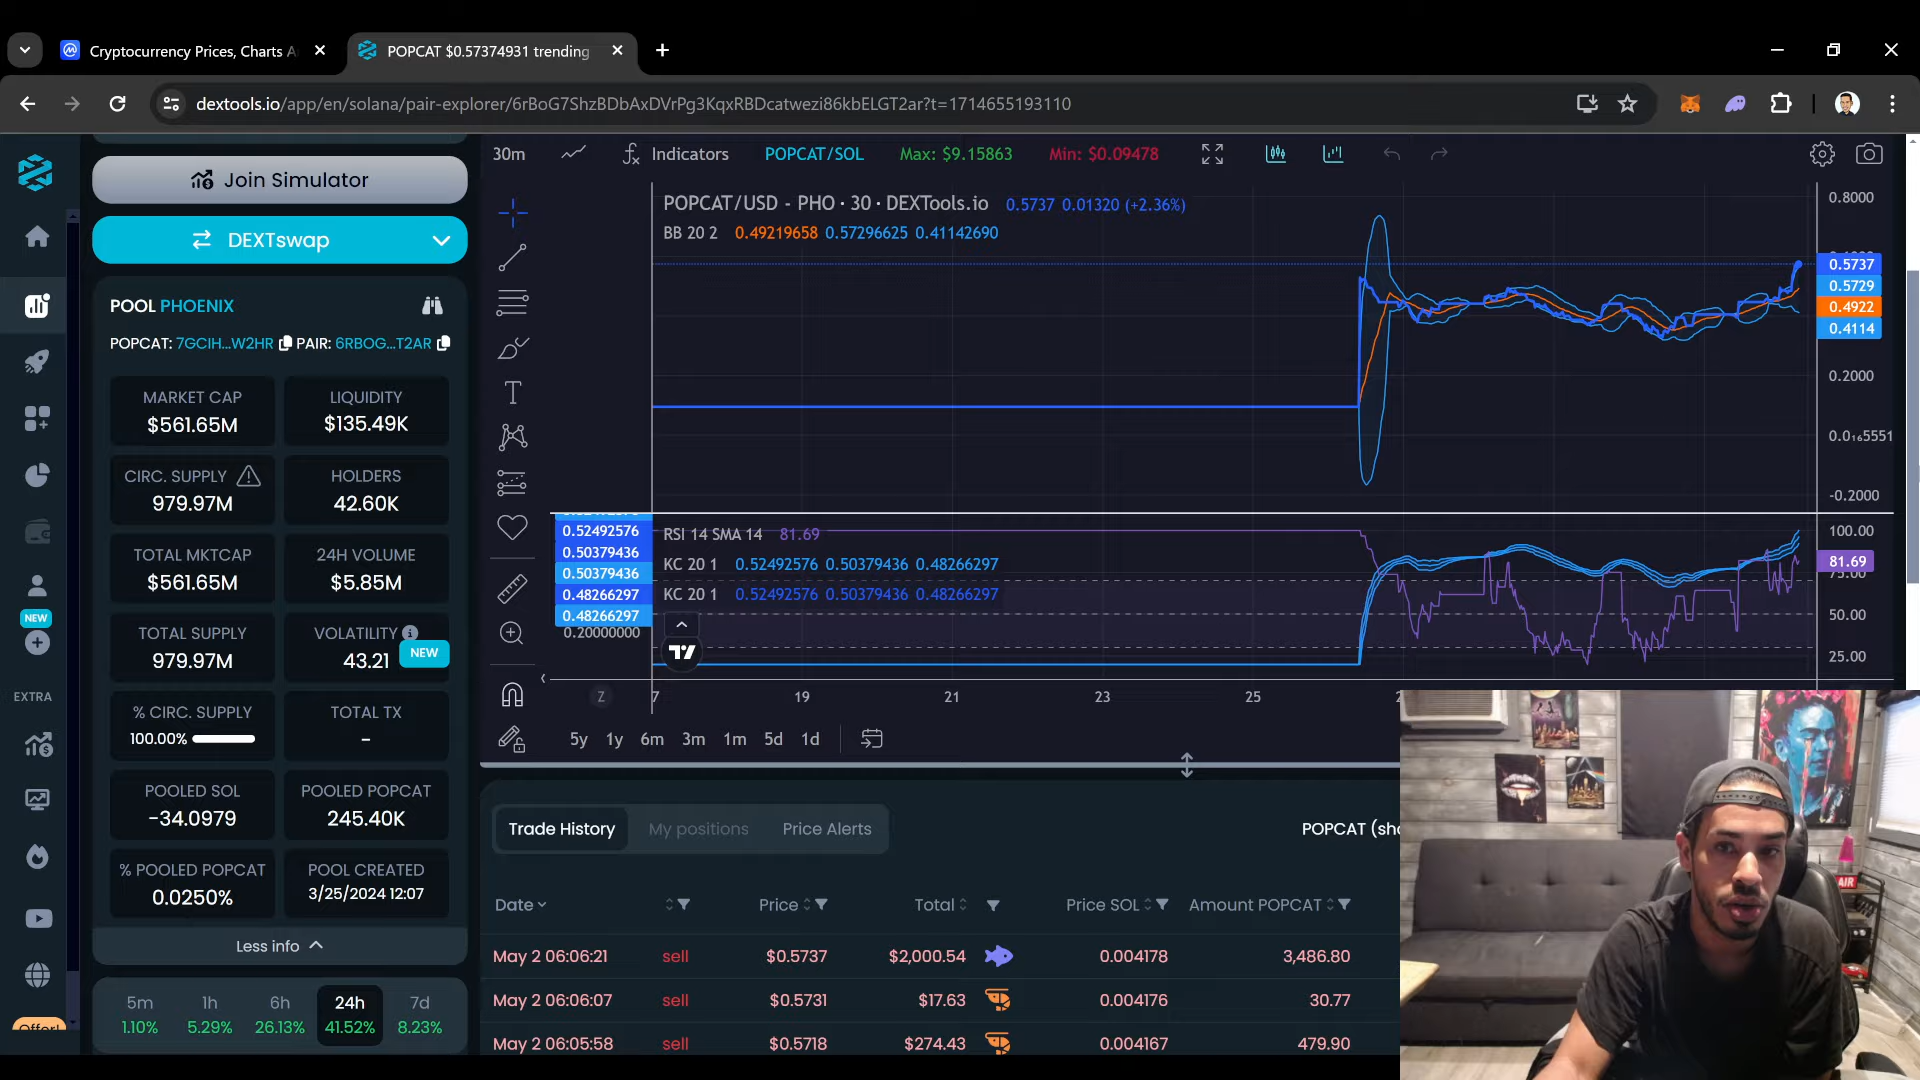 Cryptocurrency Prices, Charts A
POPCAT $0.57374931 trending
dextools.io/app/en/solana/pair-explorer/6rBoG7ShzBDbAxDVrPg3KqxRBDcatwezi86kbELGT2ar?t=1714655193110
Join Simulator
DEXTswap
POOL PHOENIX
POPCAT: 7GCIH...W2HR PAIR: 6RBOG...T2AR
MARKET CAP
$561.65M
LIQUIDITY
$135.49K
CIRC. SUPPLY
979.97M
HOLDERS
42.60K
TOTAL MKTCAP
$561.65M
24H VOLUME
$5.85M
TOTAL SUPPLY
979.97M
VOLATILITY
43.21 NEW
% CIRC. SUPPLY
100.00%
TOTAL TX
-
POOLED SOL
-34.0979
POOLED POPCAT
245.40K
% POOLED POPCAT
0.0250%
POOL CREATED
3/25/2024 12:07
Less info
5m 1h 6h 24h 7d
1.10% 5.29% 26.13% 41.52% 8.23%
NEW
EXTRA
Offer!
30m Indicators POPCAT/SOL Max: $9.15863 Min: $0.09478
POPCAT/USD - PHO · 30 · DEXTools.io 0.5737 0.01320 (+2.36%)
BB 20 2 0.49219658 0.57296625 0.41142690
0.8000
0.5737
0.5729
0.4922
0.4114
0.2000
0.0₁₆5551
-0.2000
0.52492576
0.50379436
0.50379436
0.48266297
0.48266297
0.20000000
RSI 14 SMA 14 81.69
KC 20 1 0.52492576 0.50379436 0.48266297
KC 20 1 0.52492576 0.50379436 0.48266297
100.00
81.69
75.00
50.00
25.00
Z 7 19 21 23 25 2
5y 1y 6m 3m 1m 5d 1d
Trade History My positions Price Alerts
POPCAT (sho
Date Price Total Price SOL Amount POPCAT
May 2 06:06:21 sell $0.5737 $2,000.54 0.004178 3,486.80
May 2 06:06:07 sell $0.5731 $17.63 0.004176 30.77
May 2 06:05:58 sell $0.5718 $274.43 0.004167 479.90
AIR